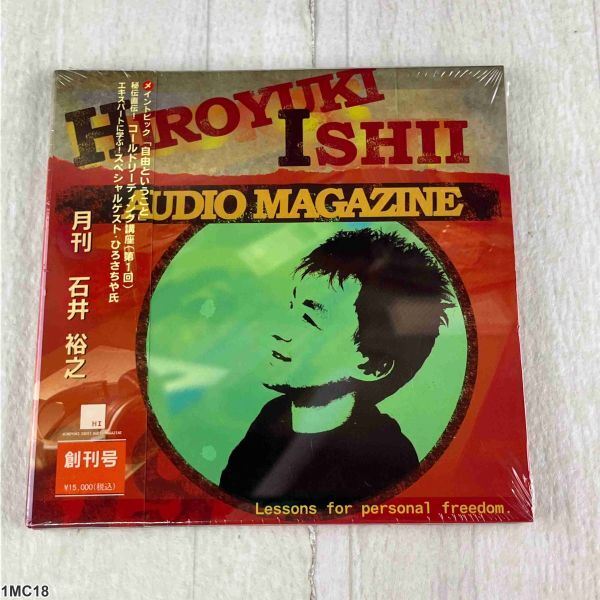 HIROYUKI
ISHII
UDIO MAGAZINE
メイントピック 「自由ということ」
秘伝直伝! コールドリーディング講座(第1回)
エキスパートに学ぶ!スペシャルゲスト・ひろさちや氏
月刊 石井 裕之
HI
HIROYUKI ISHII AUDIO MAGAZINE
創刊号
¥15,000(税込)
Lessons for personal freedom.
1MC18